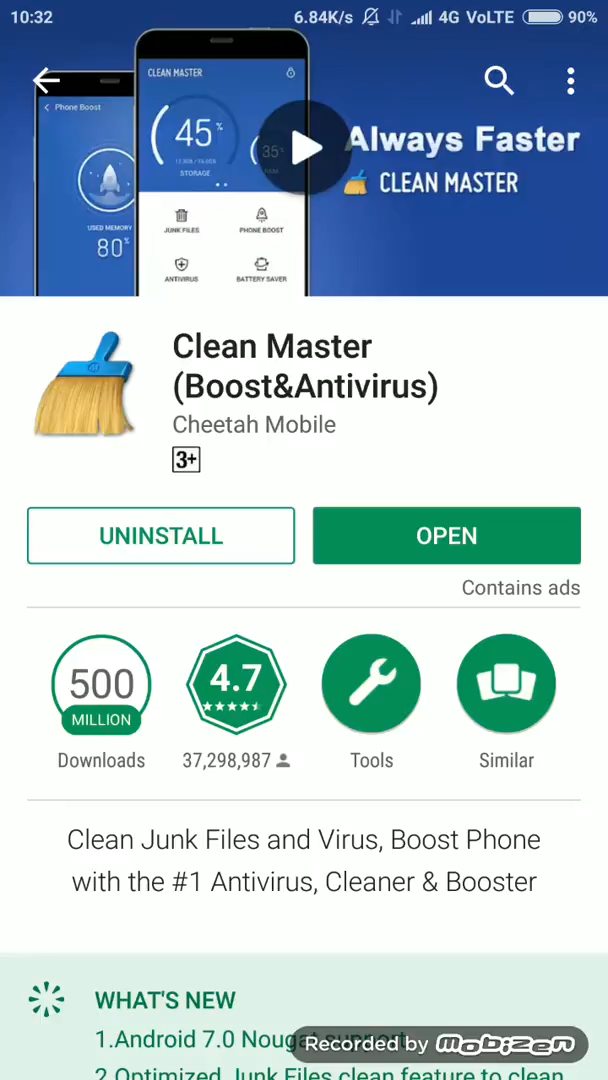 10:32 6.84K/s 4G VoLTE 90%
CLEAN MASTER
Phone Boost
45%
35%
STORAGE
USED MEMORY
80%
JUNK FILES PHONE BOOST
ANTIVIRUS BATTERY SAVER
Always Faster
CLEAN MASTER
Clean Master
(Boost&Antivirus)
Cheetah Mobile
3+
UNINSTALL OPEN
Contains ads
500
MILLION
4.7
Downloads 37,298,987 Tools Similar
Clean Junk Files and Virus, Boost Phone
with the #1 Antivirus, Cleaner & Booster
WHAT'S NEW
1.Android 7.0 Nougat support
Recorded by mobizen
2.Optimized Junk Files clean feature to clean